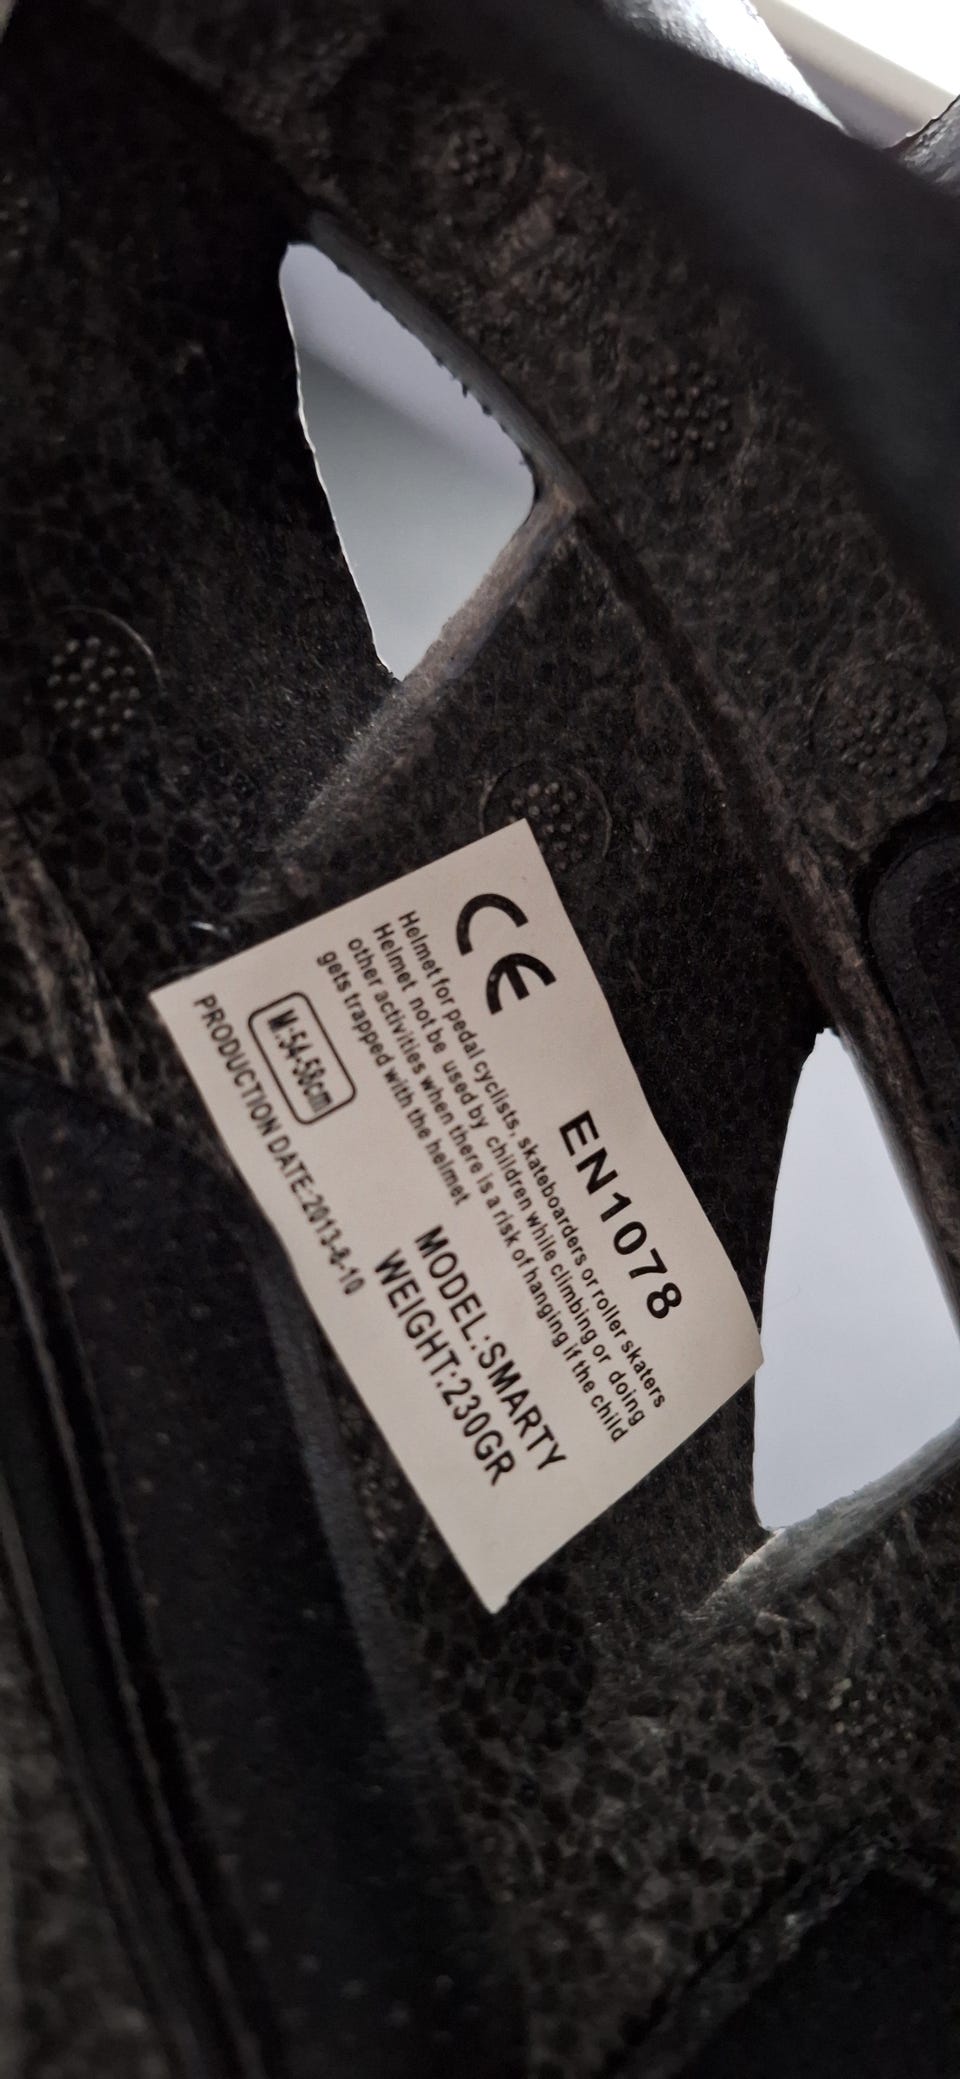 CE
EN1078
Helmet for pedal cyclists, skateboarders or roller skaters
Helmet not be used by children while climbing or doing
other activities when there is a risk of hanging if the child
gets trapped with the helmet
MODEL:SMARTY
M:54-58cm
WEIGHT:230GR
PRODUCTION DATE:2013-8-10